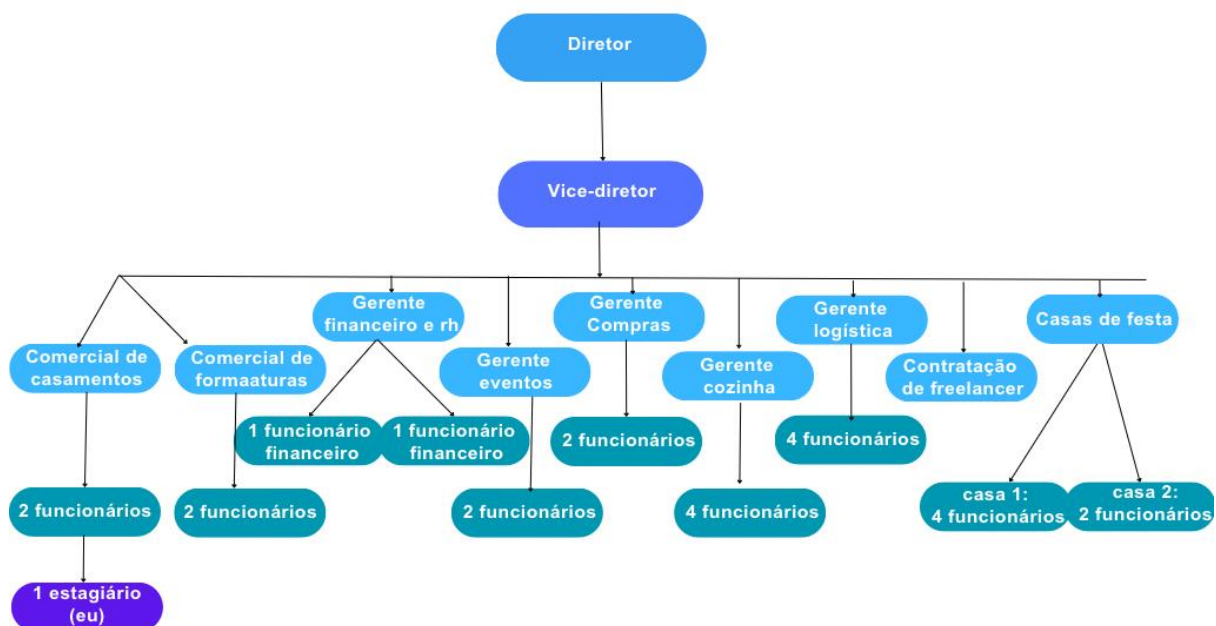 Diretor
Vice-diretor
Gerente
financeiro e rh
Gerente
Compras
Gerente
logística
Casas de festa
Comercial de
casamentos
Comercial de
formaaturas
Gerente
eventos
Gerente
cozinha
Contratação
de freelancer
1 funcionário
financeiro
1 funcionário
financeiro
2 funcionários
4 funcionários
2 funcionários
2 funcionários
2 funcionários
4 funcionários
casa 1:
4 funcionários
casa 2:
2 funcionários
1 estagiário
(eu)